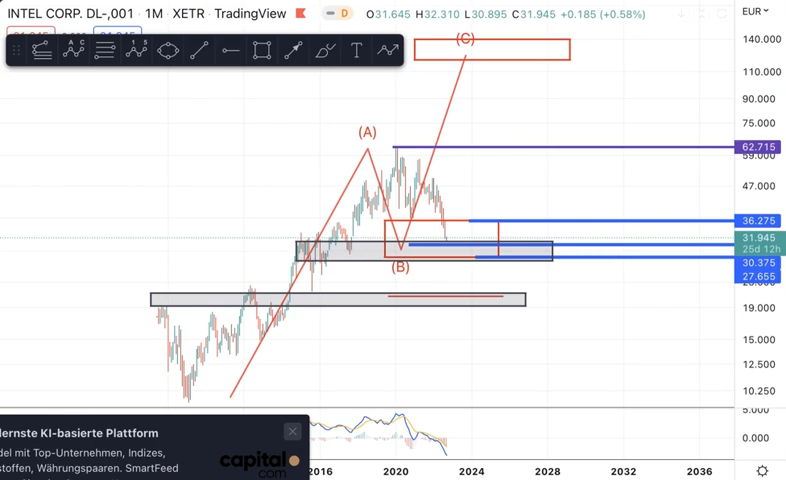 INTEL CORP. DL-,001 · 1M · XETR · TradingView D O31.645 H32.310 L30.895 C31.945 +0.185 (+0.58%) EUR
140.000
(C)
110.000
90.000
75.000
(A)
62.715
59.000
47.000
36.275
31.945
25d 12h
30.375
(B)
27.655
19.000
15.000
12.500
10.250
5.000
0.000
2016 2020 2024 2028 2032 2036
lernste KI-basierte Plattform
del mit Top-Unternehmen, Indizes,
stoffen, Währungspaaren. SmartFeed
capital
com